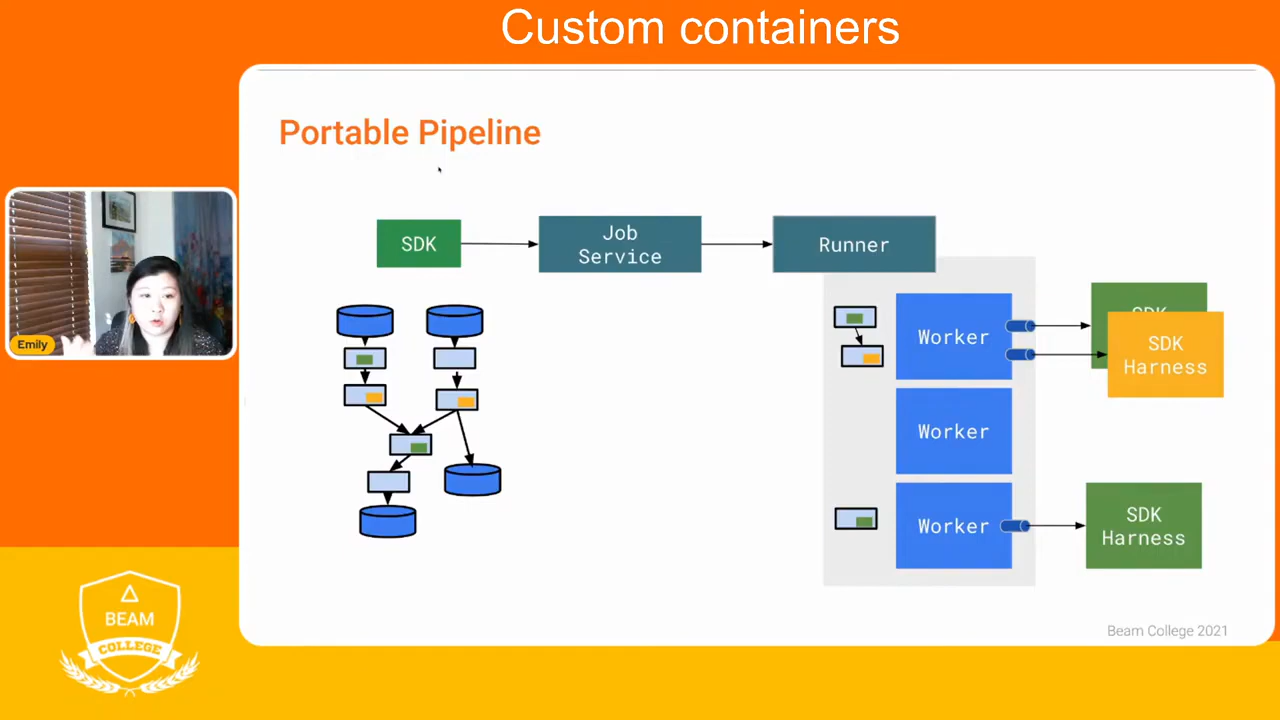 Custom containers
Portable Pipeline
SDK
Job
Service
Runner
Worker
SDK
SDK
Harness
Worker
Worker
SDK
Harness
Emily
BEAM
COLLEGE
Beam College 2021